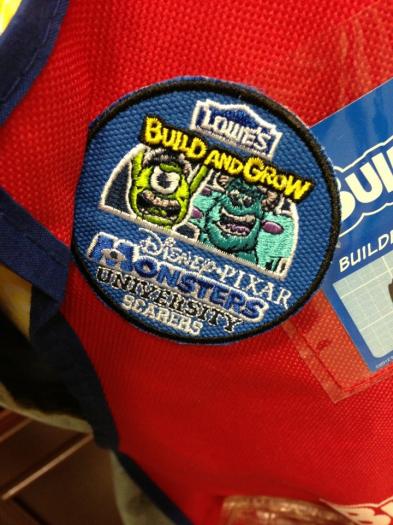 LOWE'S
BUILD AND GROW
DISNEY·PIXAR
MONSTERS
UNIVERSITY
SCARERS
BUI
BUILD